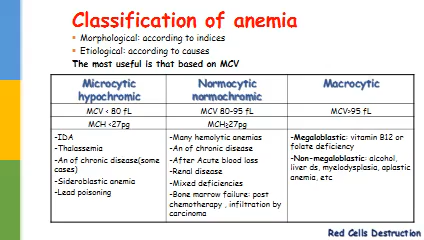 Classification of anemia
Morphological: according to indices
Etiological: according to causes
The most useful is that based on MCV
Microcytic
hypochromic
Normocytic
normochromic
Macrocytic
MCV < 80 fL
MCV 80-95 fL
MCV>95 fL
MCH <27pg
MCH≥27pg
-IDA
-Thalassemia
-An of chronic disease(some
cases)
-Sideroblastic anemia
-Lead poisoning
-Many hemolytic anemias
-An of chronic disease
-After Acute blood loss
-Renal disease
-Mixed deficiencies
-Bone marrow failure: post
chemotherapy , infiltration by
carcinoma
-Megaloblastic: vitamin B12 or
folate deficiency
-Non-megaloblastic: alcohol,
liver ds, myelodysplasia, aplastic
anemia, etc
Red Cells Destruction